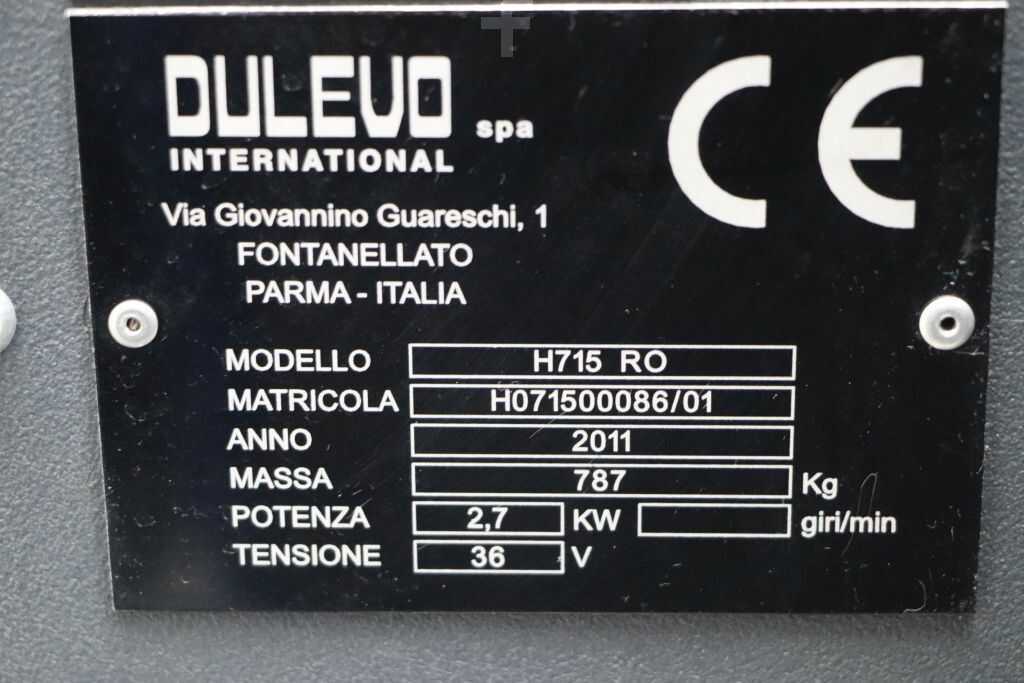 DULEVO spa
INTERNATIONAL
CE
Via Giovannino Guareschi, 1
FONTANELLATO
PARMA - ITALIA
MODELLO H715 RO
MATRICOLA H071500086/01
ANNO 2011
MASSA 787 Kg
POTENZA 2,7 KW giri/min
TENSIONE 36 V